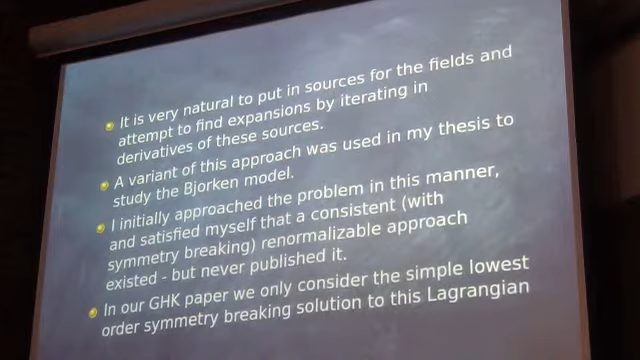 It is very natural to put in sources for the fields and
attempt to find expansions by iterating in
derivatives of these sources.
A variant of this approach was used in my thesis to
study the Bjorken model.
I initially approached the problem in this manner,
and satisfied myself that a consistent (with
symmetry breaking) renormalizable approach
existed - but never published it.
In our GHK paper we only consider the simple lowest
order symmetry breaking solution to this Lagrangian